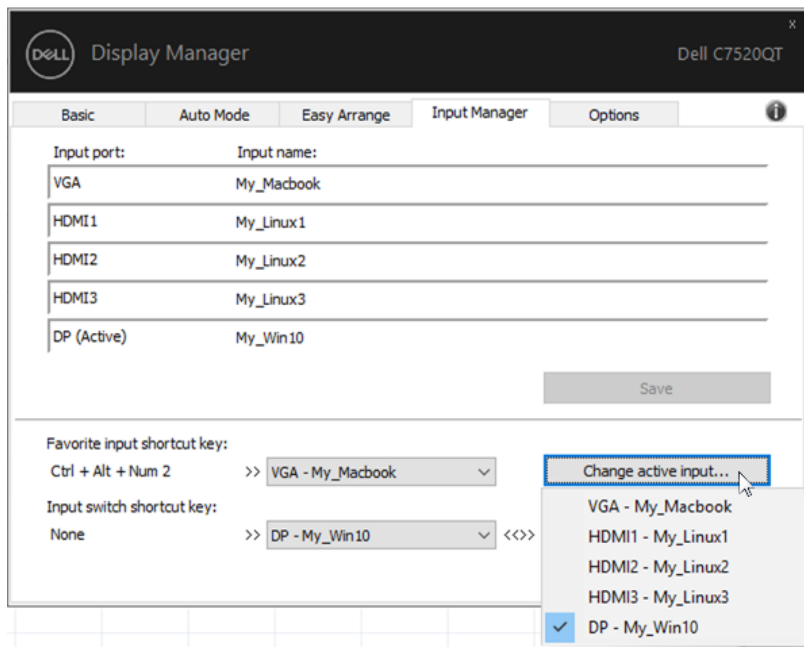 x
DELL Display Manager Dell C7520QT
Basic Auto Mode Easy Arrange Input Manager Options i
Input port: Input name:
VGA My_Macbook
HDMI1 My_Linux1
HDMI2 My_Linux2
HDMI3 My_Linux3
DP (Active) My_Win10
Save
Favorite input shortcut key:
Ctrl + Alt + Num 2 >> VGA - My_Macbook Change active input...
Input switch shortcut key:
None >> DP - My_Win10 <<>>
VGA - My_Macbook
HDMI1 - My_Linux1
HDMI2 - My_Linux2
HDMI3 - My_Linux3
DP - My_Win10